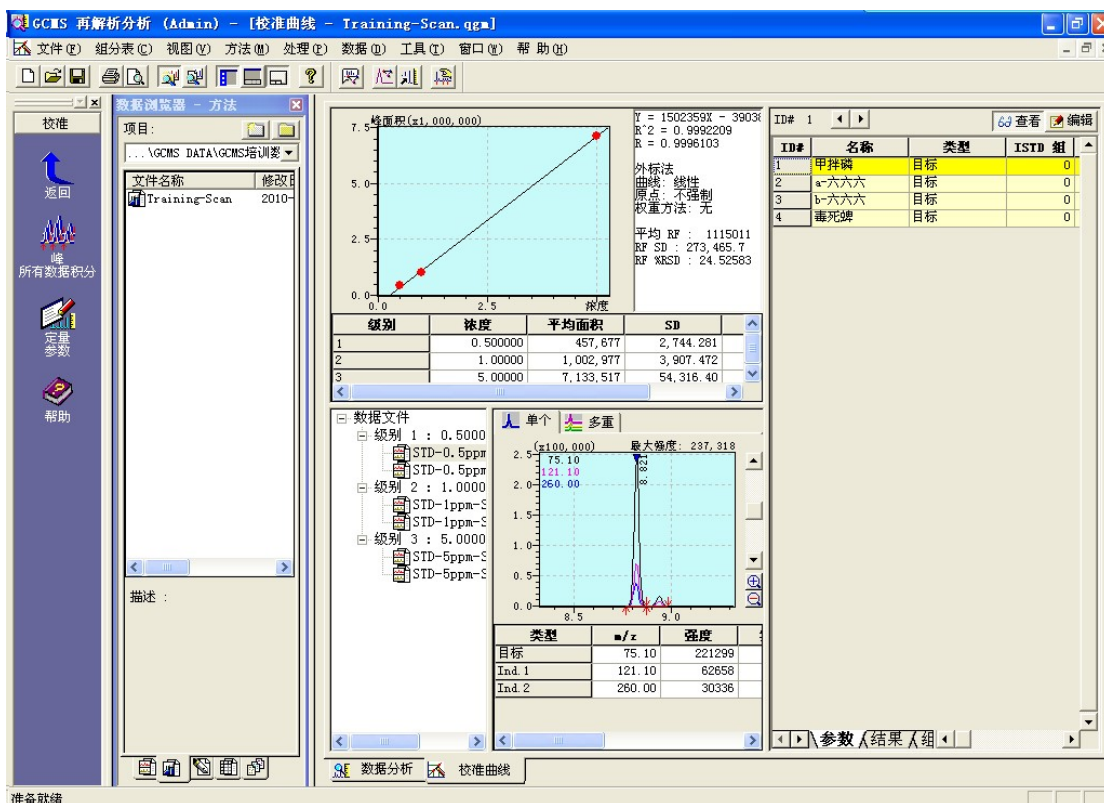 GCMS 再解析分析 (Admin) - [校准曲线 - Training-Scan.qgm]
文件(F) 组分表(C) 视图(V) 方法(M) 处理(P) 数据(D) 工具(T) 窗口(W) 帮 助(H)
校准
返回
峰
所有数据积分
定量
参数
帮助
数据浏览器 - 方法
项目:
...\GCMS DATA\GCMS培训数
文件名称 修改日
Training-Scan 2010-
描述 :
峰面积(x1,000,000)
7.5
5.0
2.5
0.0
0.0 2.5 浓度
Y = 1502359X - 39038
R^2 = 0.9992209
R = 0.9996103
外标法
曲线: 线性
原点: 不强制
权重方法: 无
平均 RF : 1115011
RF SD : 273,465.7
RF %RSD : 24.52583
级别 浓度 平均面积 SD
1 0.500000 457,677 2,744.281
2 1.00000 1,002,977 3,907.472
3 5.00000 7,133,517 54,316.40
数据文件
级别 1 : 0.5000
STD-0.5ppm
STD-0.5ppm
级别 2 : 1.0000
STD-1ppm-S
STD-1ppm-S
级别 3 : 5.0000
STD-5ppm-S
STD-5ppm-S
单个 多重
(x100,000) 最大强度: 237,318
75.10
121.10
260.00
8.821
2.5
2.0
1.5
1.0
0.5
0.0
8.5 9.0
类型 m/z 强度
目标 75.10 221299
Ind.1 121.10 62658
Ind.2 260.00 30336
ID# 1 查看 编辑
ID# 名称 类型 ISTD 组
1 甲拌磷 目标 0
2 a-六六六 目标 0
3 b-六六六 目标 0
4 毒死蜱 目标 0
参数 结果 组
数据分析 校准曲线
准备就绪